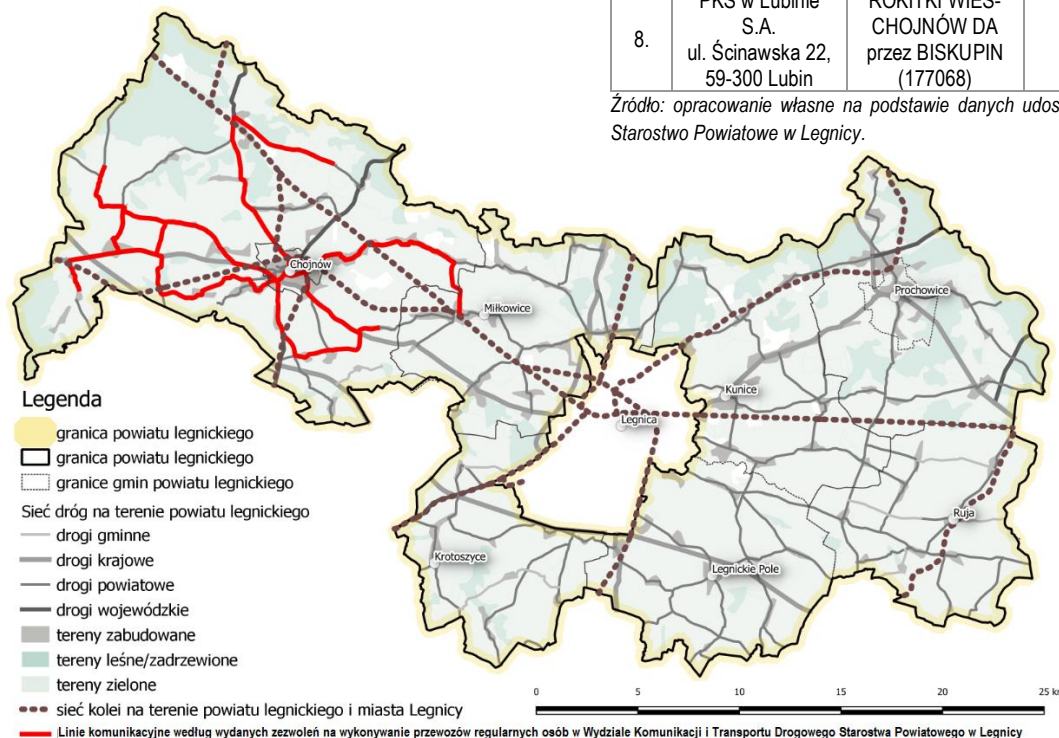 PKS w Lubinie
S.A.
8.
ul. Ścinawska 22,
59-300 Lubin
ROKITKI WIEŚ-
CHOJNÓW DA
przez BISKUPIN
(177068)
Źródło: opracowanie własne na podstawie danych udos
Starostwo Powiatowe w Legnicy.
Chojnów
Miłkowice
Prochowice
Kunice
Legnica
Ruja
Krotoszyce
Legnickie Pole
Legenda
granica powiatu legnickiego
granica powiatu legnickiego
granice gmin powiatu legnickiego
Sieć dróg na terenie powiatu legnickiego
drogi gminne
drogi krajowe
drogi powiatowe
drogi wojewódzkie
tereny zabudowane
tereny leśne/zadrzewione
tereny zielone
sieć kolei na terenie powiatu legnickiego i miasta Legnicy
0 5 10 15 20 25 km
Linie komunikacyjne według wydanych zezwoleń na wykonywanie przewozów regularnych osób w Wydziale Komunikacji i Transportu Drogowego Starostwa Powiatowego w Legnicy